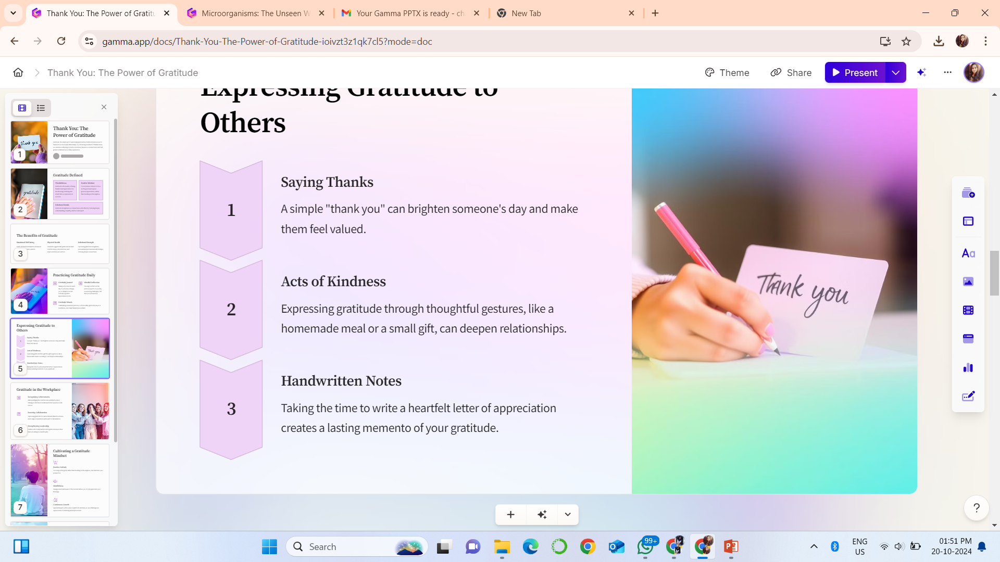 Thank You: The Power of Gratitu
Microorganisms: The Unseen W
Your Gamma PPTX is ready - ch
New Tab
gamma.app/docs/Thank-You-The-Power-of-Gratitude-ioivzt3z1qk7cl5?mode=doc
Thank You: The Power of Gratitude
Theme
Share
Present
Thank You: The
Power of Gratitude
thank you
1
Gratitude Defined
gratitude
2
The Benefits of Gratitude
3
Practicing Gratitude Daily
4
Expressing Gratitude to
Others
Thank you
5
Gratitude in the Workplace
6
Cultivating a Gratitude
Mindset
7
Expressing Gratitude to
Others
1
Saying Thanks
A simple "thank you" can brighten someone's day and make
them feel valued.
2
Acts of Kindness
Expressing gratitude through thoughtful gestures, like a
homemade meal or a small gift, can deepen relationships.
3
Handwritten Notes
Taking the time to write a heartfelt letter of appreciation
creates a lasting memento of your gratitude.
Thank you
Aa
?
Search
99+
ENG
US
01:51 PM
20-10-2024